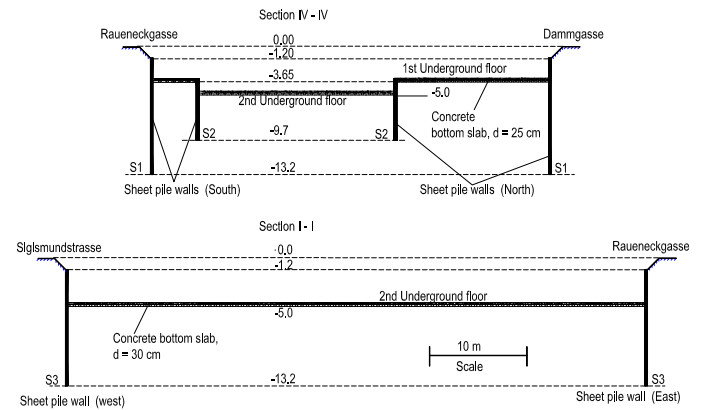 Section IV - IV
Raueneckgasse
Dammgasse
0.00
-1.20
1st Underground floor
-3.65
-5.0
2nd Underground floor
Concrete
bottom slab, d = 25 cm
-9.7
S2
S2
S1
-13.2
S1
Sheet pile walls (South)
Sheet pile walls (North)
Section I - I
SIgIsmundstrasse
Raueneckgasse
-0.0
-1.2
2nd Underground floor
-5.0
Concrete bottom slab,
d = 30 cm
10 m
Scale
S3
-13.2
S3
Sheet pile wall (west)
Sheet pile wall (East)